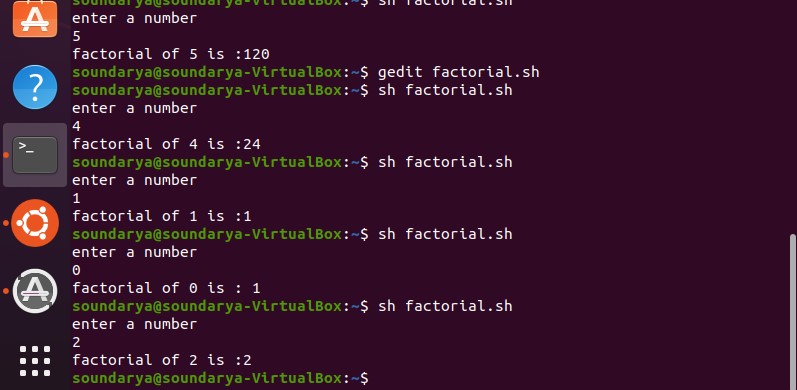 soundarya@soundarya-VirtualBox:~$ sh factorial.sh
enter a number
5
factorial of 5 is :120
soundarya@soundarya-VirtualBox:~$ gedit factorial.sh
soundarya@soundarya-VirtualBox:~$ sh factorial.sh
enter a number
4
factorial of 4 is :24
soundarya@soundarya-VirtualBox:~$ sh factorial.sh
enter a number
1
factorial of 1 is :1
soundarya@soundarya-VirtualBox:~$ sh factorial.sh
enter a number
0
factorial of 0 is : 1
soundarya@soundarya-VirtualBox:~$ sh factorial.sh
enter a number
2
factorial of 2 is :2
soundarya@soundarya-VirtualBox:~$